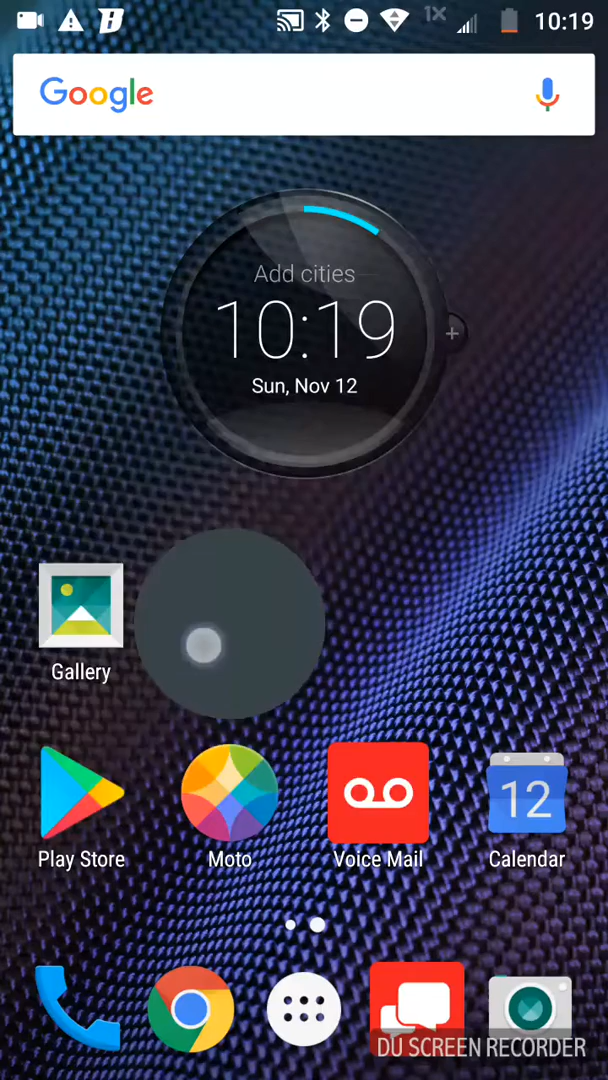 1X 10:19
Google
Add cities
10:19
Sun, Nov 12
Gallery
12
Play Store Moto Voice Mail Calendar
DU SCREEN RECORDER